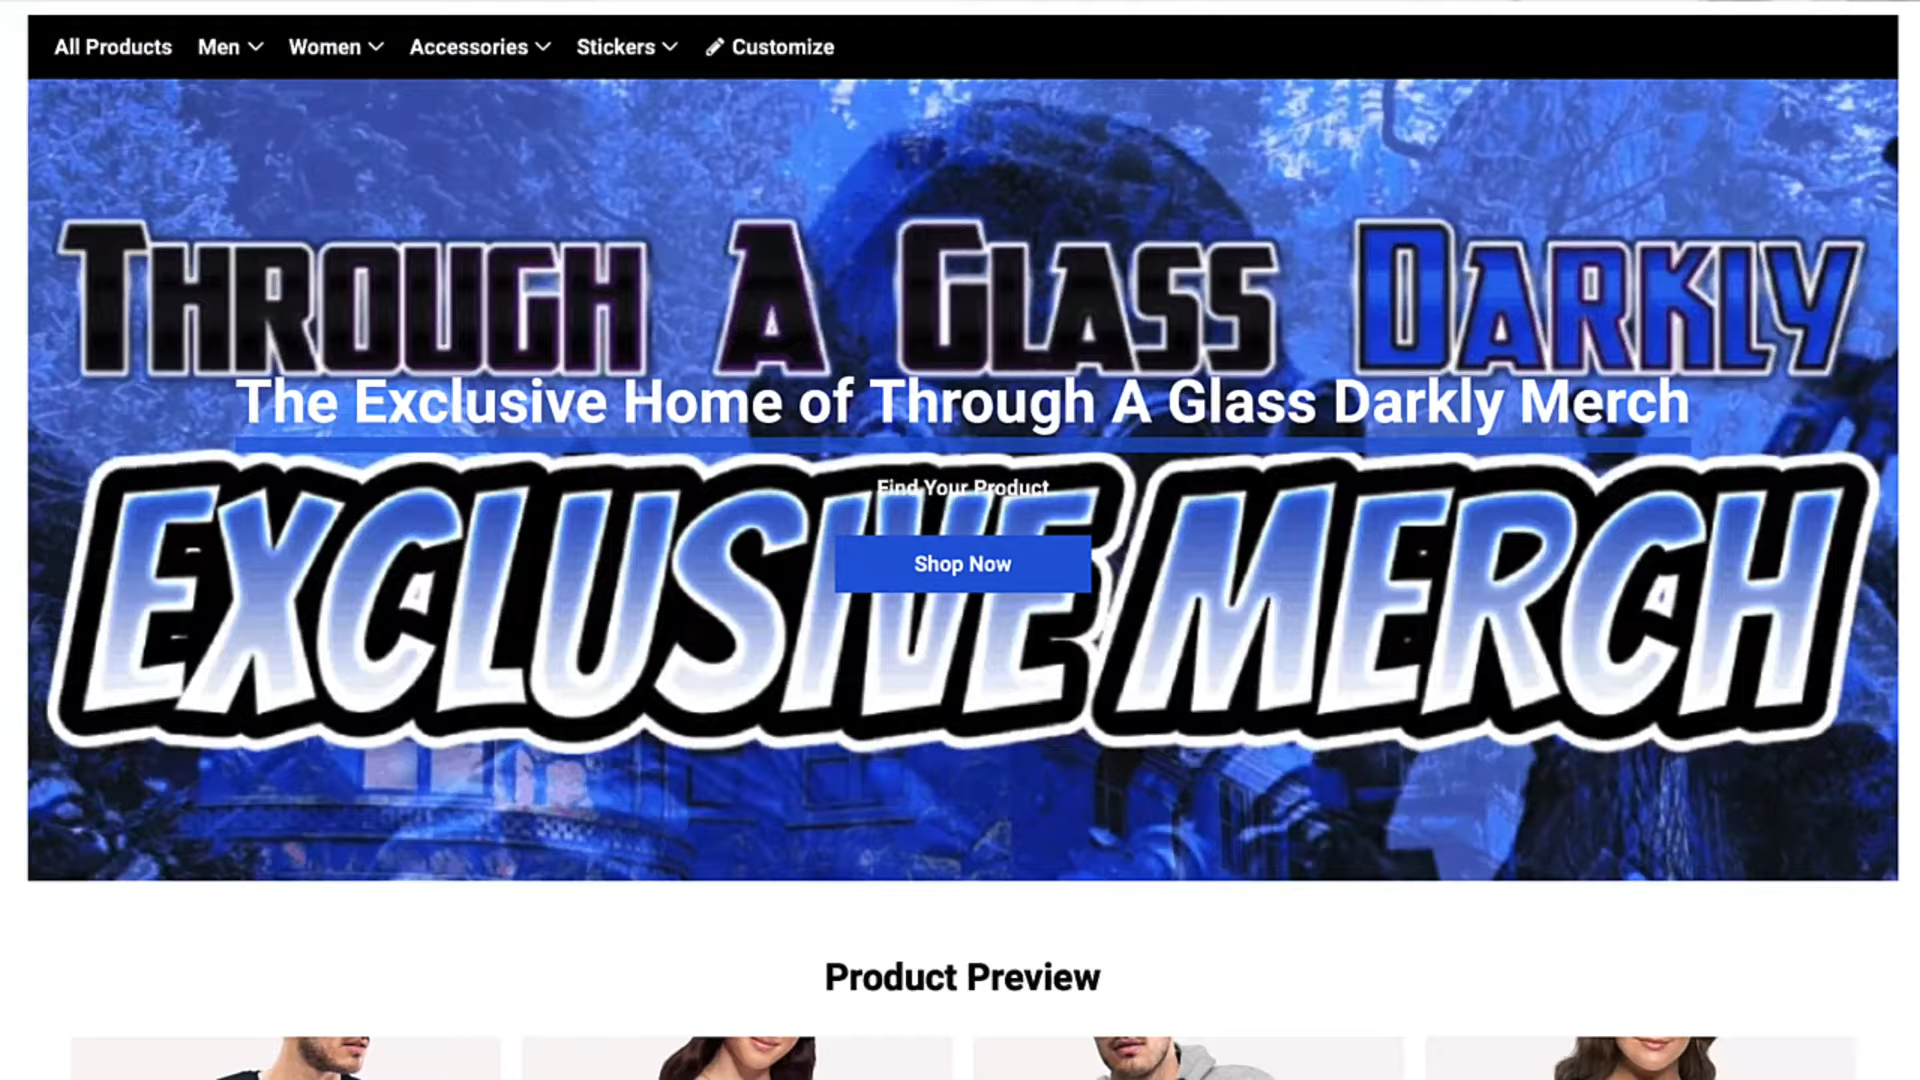 All Products Men Women Accessories Stickers Customize
THROUGH A GLASS DARKLY
The Exclusive Home of Through A Glass Darkly Merch
EXCLUSIVE MERCH
Find Your Product
Shop Now
Product Preview